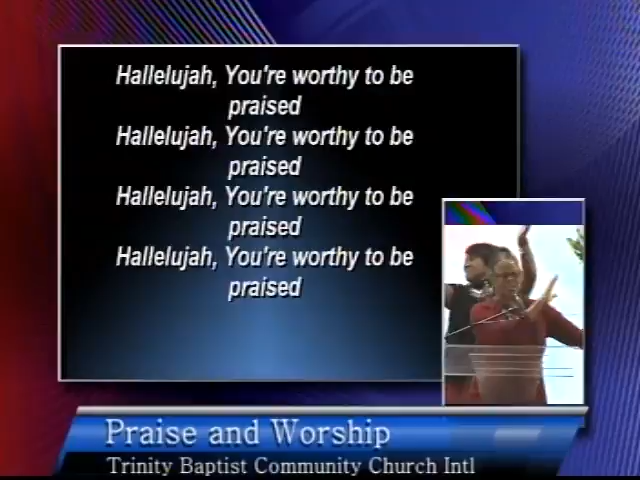 Hallelujah, You're worthy to be
praised
Hallelujah, You're worthy to be
praised
Hallelujah, You're worthy to be
praised
Hallelujah, You're worthy to be
praised
Praise and Worship
Trinity Baptist Community Church Intl